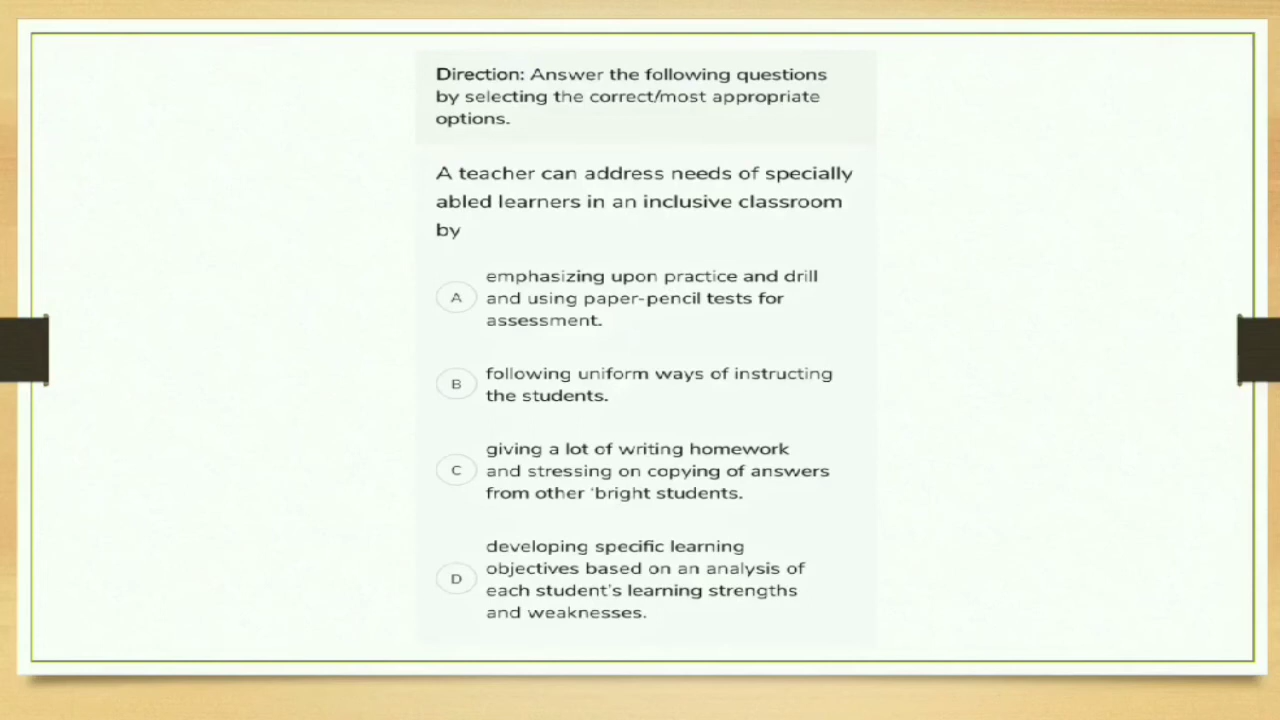 Direction: Answer the following questions
by selecting the correct/most appropriate
options.
A teacher can address needs of specially
abled learners in an inclusive classroom
by
A
emphasizing upon practice and drill
and using paper-pencil tests for
assessment.
B
following uniform ways of instructing
the students.
C
giving a lot of writing homework
and stressing on copying of answers
from other ‘bright students.
D
developing specific learning
objectives based on an analysis of
each student's learning strengths
and weaknesses.